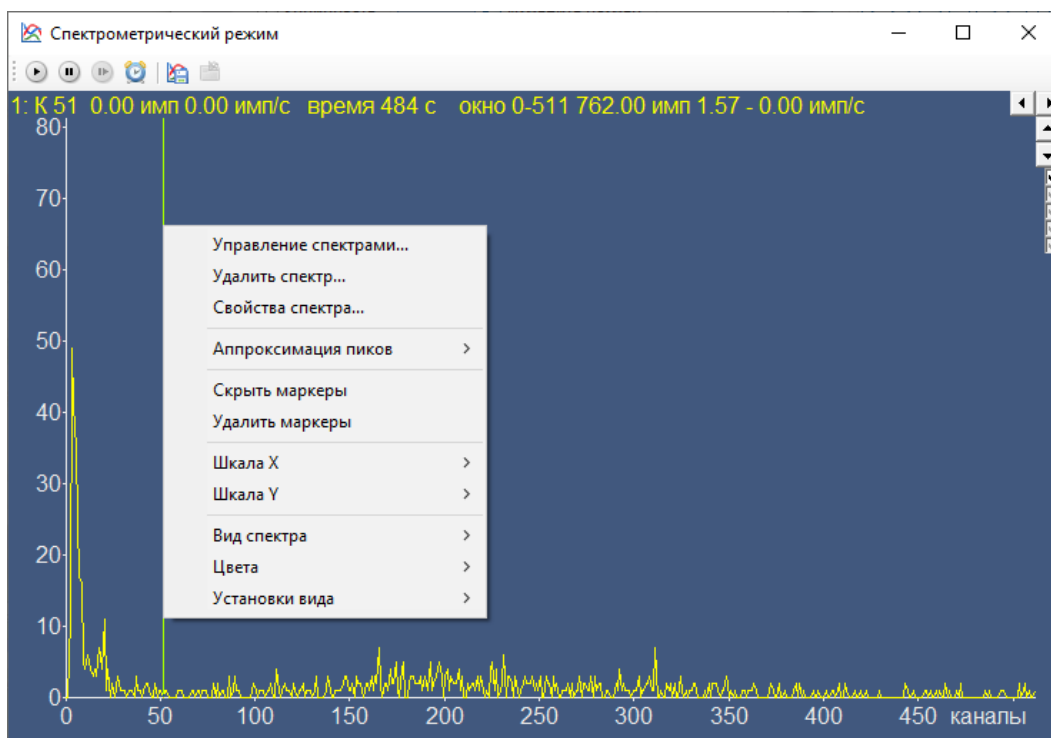 Спектрометрический режим
1: К 51 0.00 имп 0.00 имп/с время 484 с окно 0-511 762.00 имп 1.57 - 0.00 имп/с
80
70
60
50
40
30
20
10
0
Управление спектрами...
Удалить спектр...
Свойства спектра...
Аппроксимация пиков
Скрыть маркеры
Удалить маркеры
Шкала X
Шкала Y
Вид спектра
Цвета
Установки вида
0 50 100 150 200 250 300 350 400 450 каналы